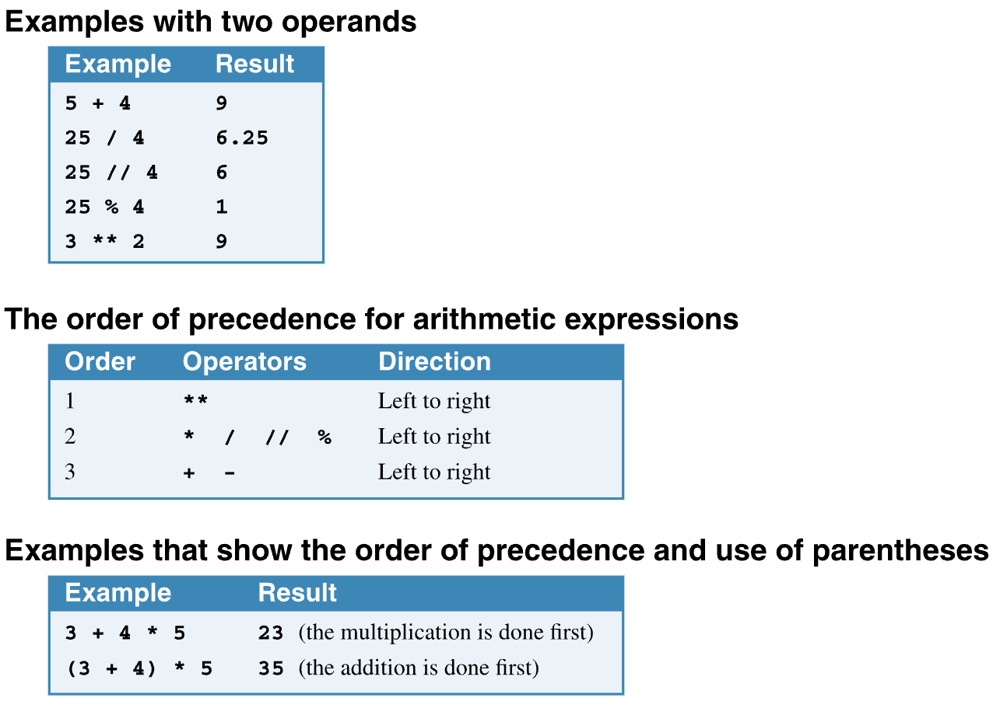 Examples with two operands
Example Result
5 + 4 9
25 / 4 6.25
25 // 4 6
25 % 4 1
3 ** 2 9
The order of precedence for arithmetic expressions
Order Operators Direction
1 ** Left to right
2 * / // % Left to right
3 + - Left to right
Examples that show the order of precedence and use of parentheses
Example Result
3 + 4 * 5 23 (the multiplication is done first)
(3 + 4) * 5 35 (the addition is done first)